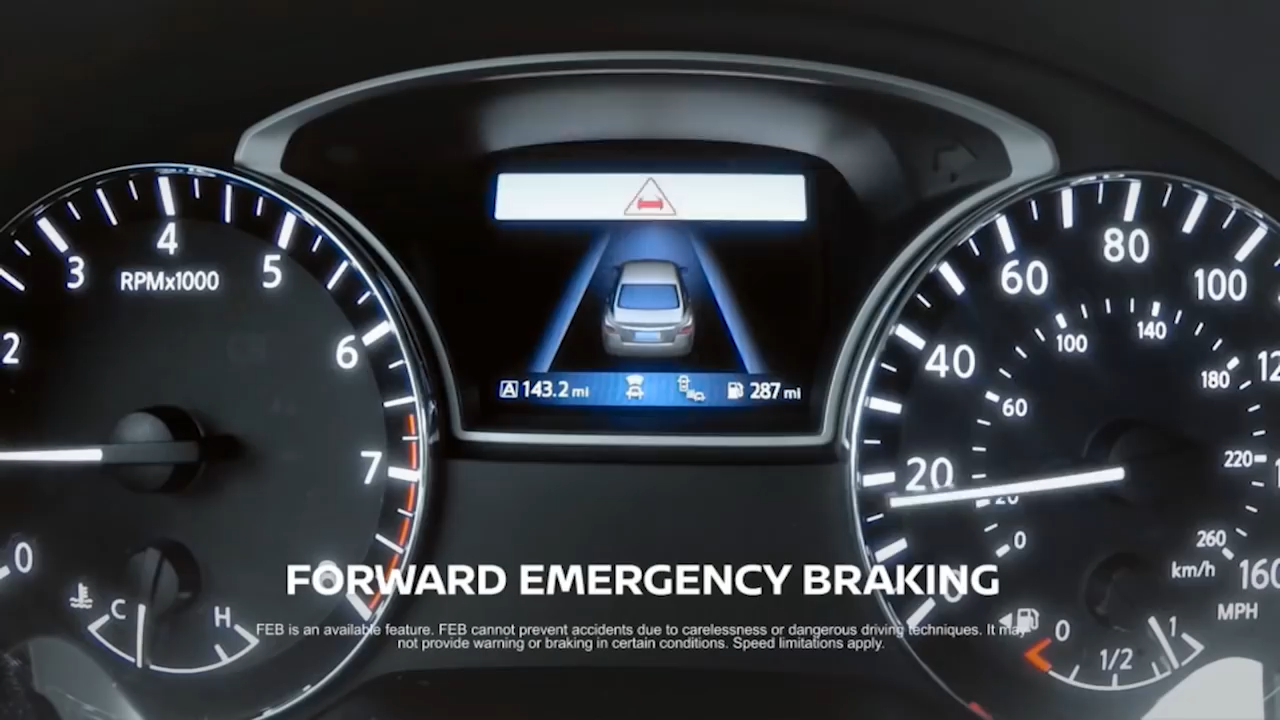 4
3
5
RPMx1000
2
6
7
0
C
H
A 143.2 mi
287 mi
80
60
100
40
20
100
140
180
60
220
20
0
260
km/h
160
MPH
0
1/2
1
FORWARD EMERGENCY BRAKING
FEB is an available feature. FEB cannot prevent accidents due to carelessness or dangerous driving techniques. It may
not provide warning or braking in certain conditions. Speed limitations apply.